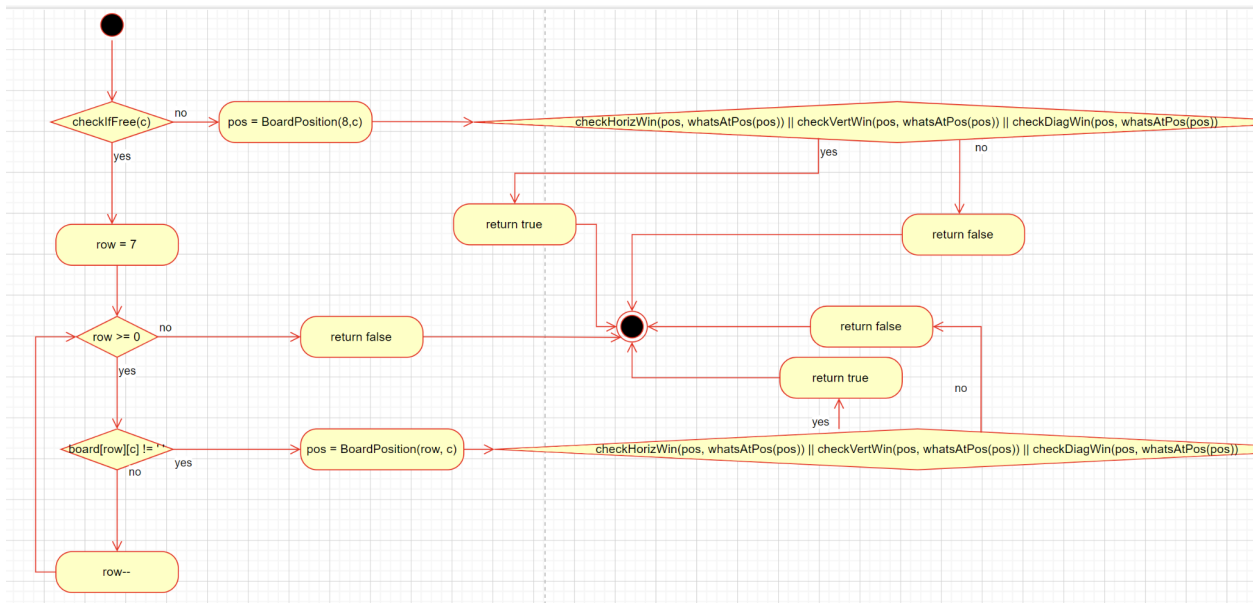 checkIfFree(c)
no
pos = BoardPosition(8,c)
checkHorizWin(pos, whatsAtPos(pos)) || checkVertWin(pos, whatsAtPos(pos)) || checkDiagWin(pos, whatsAtPos(pos))
yes
yes
no
return true
return false
row = 7
row >= 0
no
return false
return false
yes
return true
no
yes
board[row][c] != ' '
yes
no
pos = BoardPosition(row, c)
checkHorizWin(pos, whatsAtPos(pos)) || checkVertWin(pos, whatsAtPos(pos)) || checkDiagWin(pos, whatsAtPos(pos))
row--